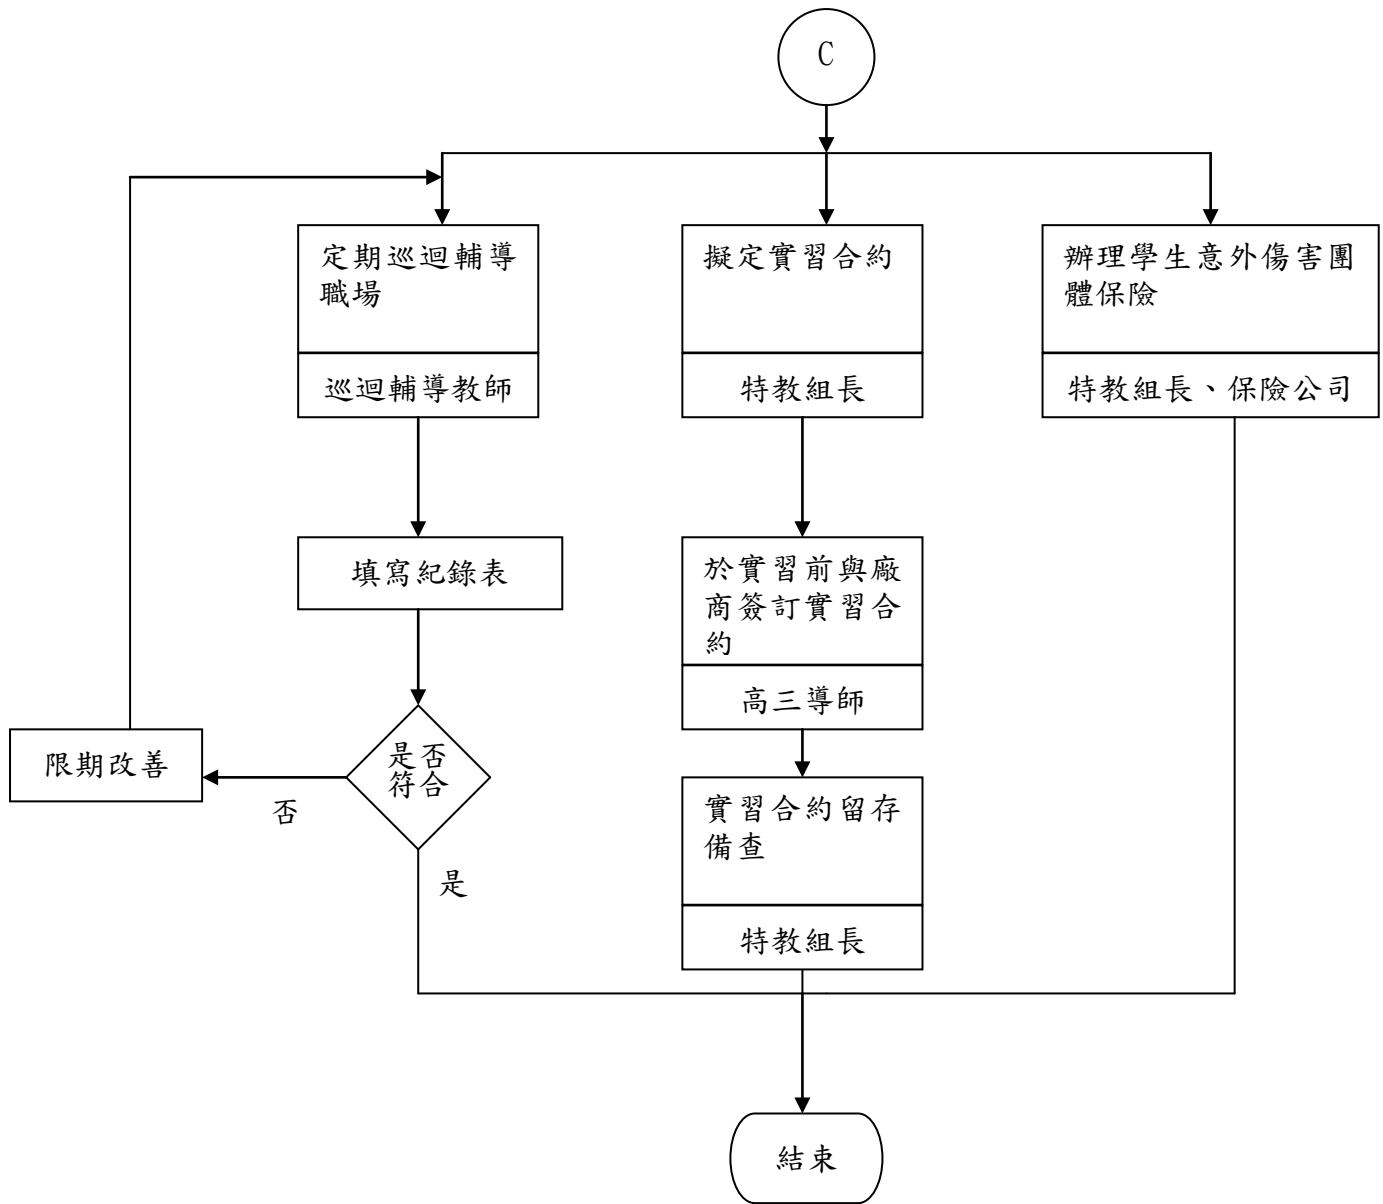 C
定期巡迴輔導
職場
巡迴輔導教師
擬定實習合約
特教組長
辦理學生意外傷害團
體保險
特教組長、保險公司
填寫紀錄表
於實習前與廠
商簽訂實習合
約
高三導師
限期改善
是否
符合
否
是
實習合約留存
備查
特教組長
結束